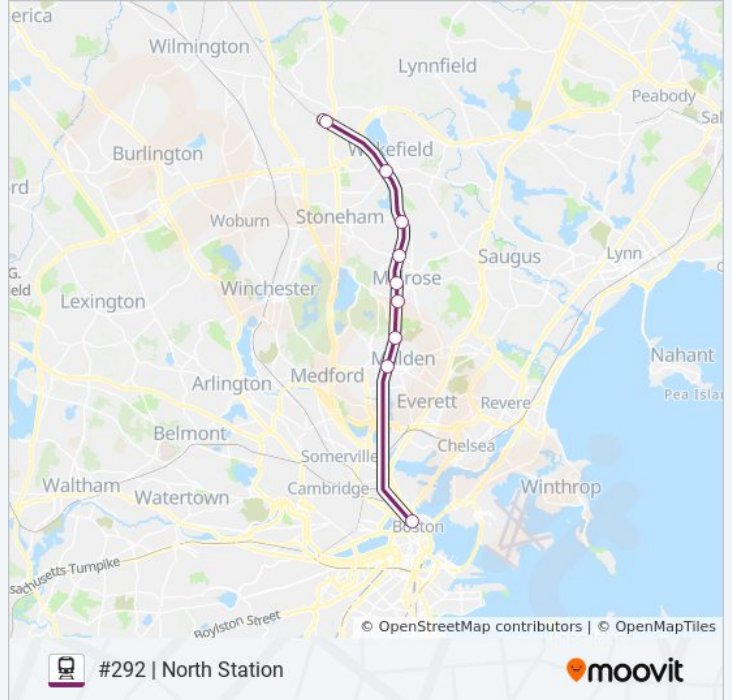 erica
Wilmington
Lynnfield
Peabody
Sal
Burlington
Wakefield
rd
Woburn
Stoneham
Saugus
Lynn
G.
eld
Melrose
Lexington
Winchester
Nahant
Malden
Medford
Arlington
Pea Islan
Everett
Revere
Belmont
Chelsea
Somerville
Waltham
Cambridge
Winthrop
Watertown
Boston
sachusetts Turnpike
Boylston Street
© OpenStreetMap contributors | © OpenMapTiles
#292 | North Station
moovit